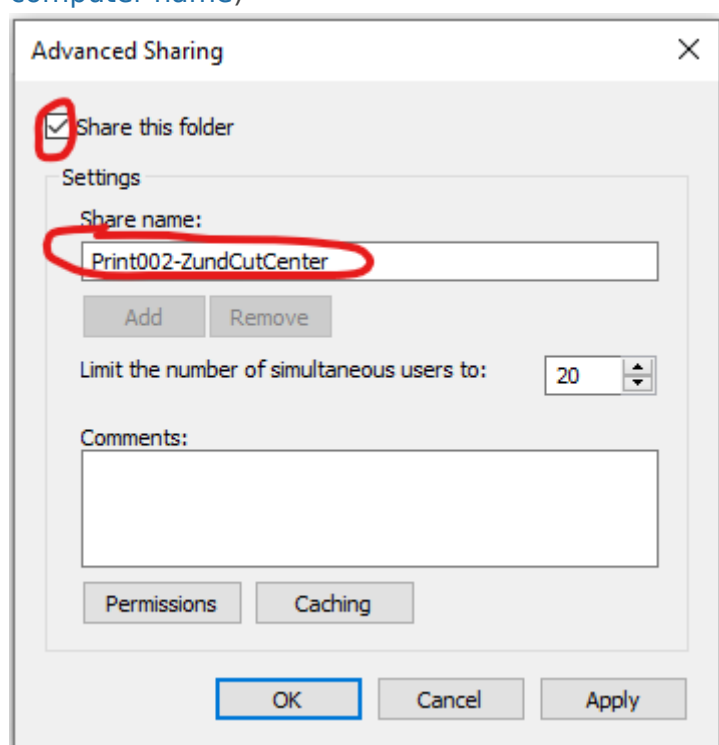 computer name)
Advanced Sharing
Share this folder
Settings
Share name:
Print002-ZundCutCenter
Add Remove
Limit the number of simultaneous users to: 20
Comments:
Permissions Caching
OK Cancel Apply